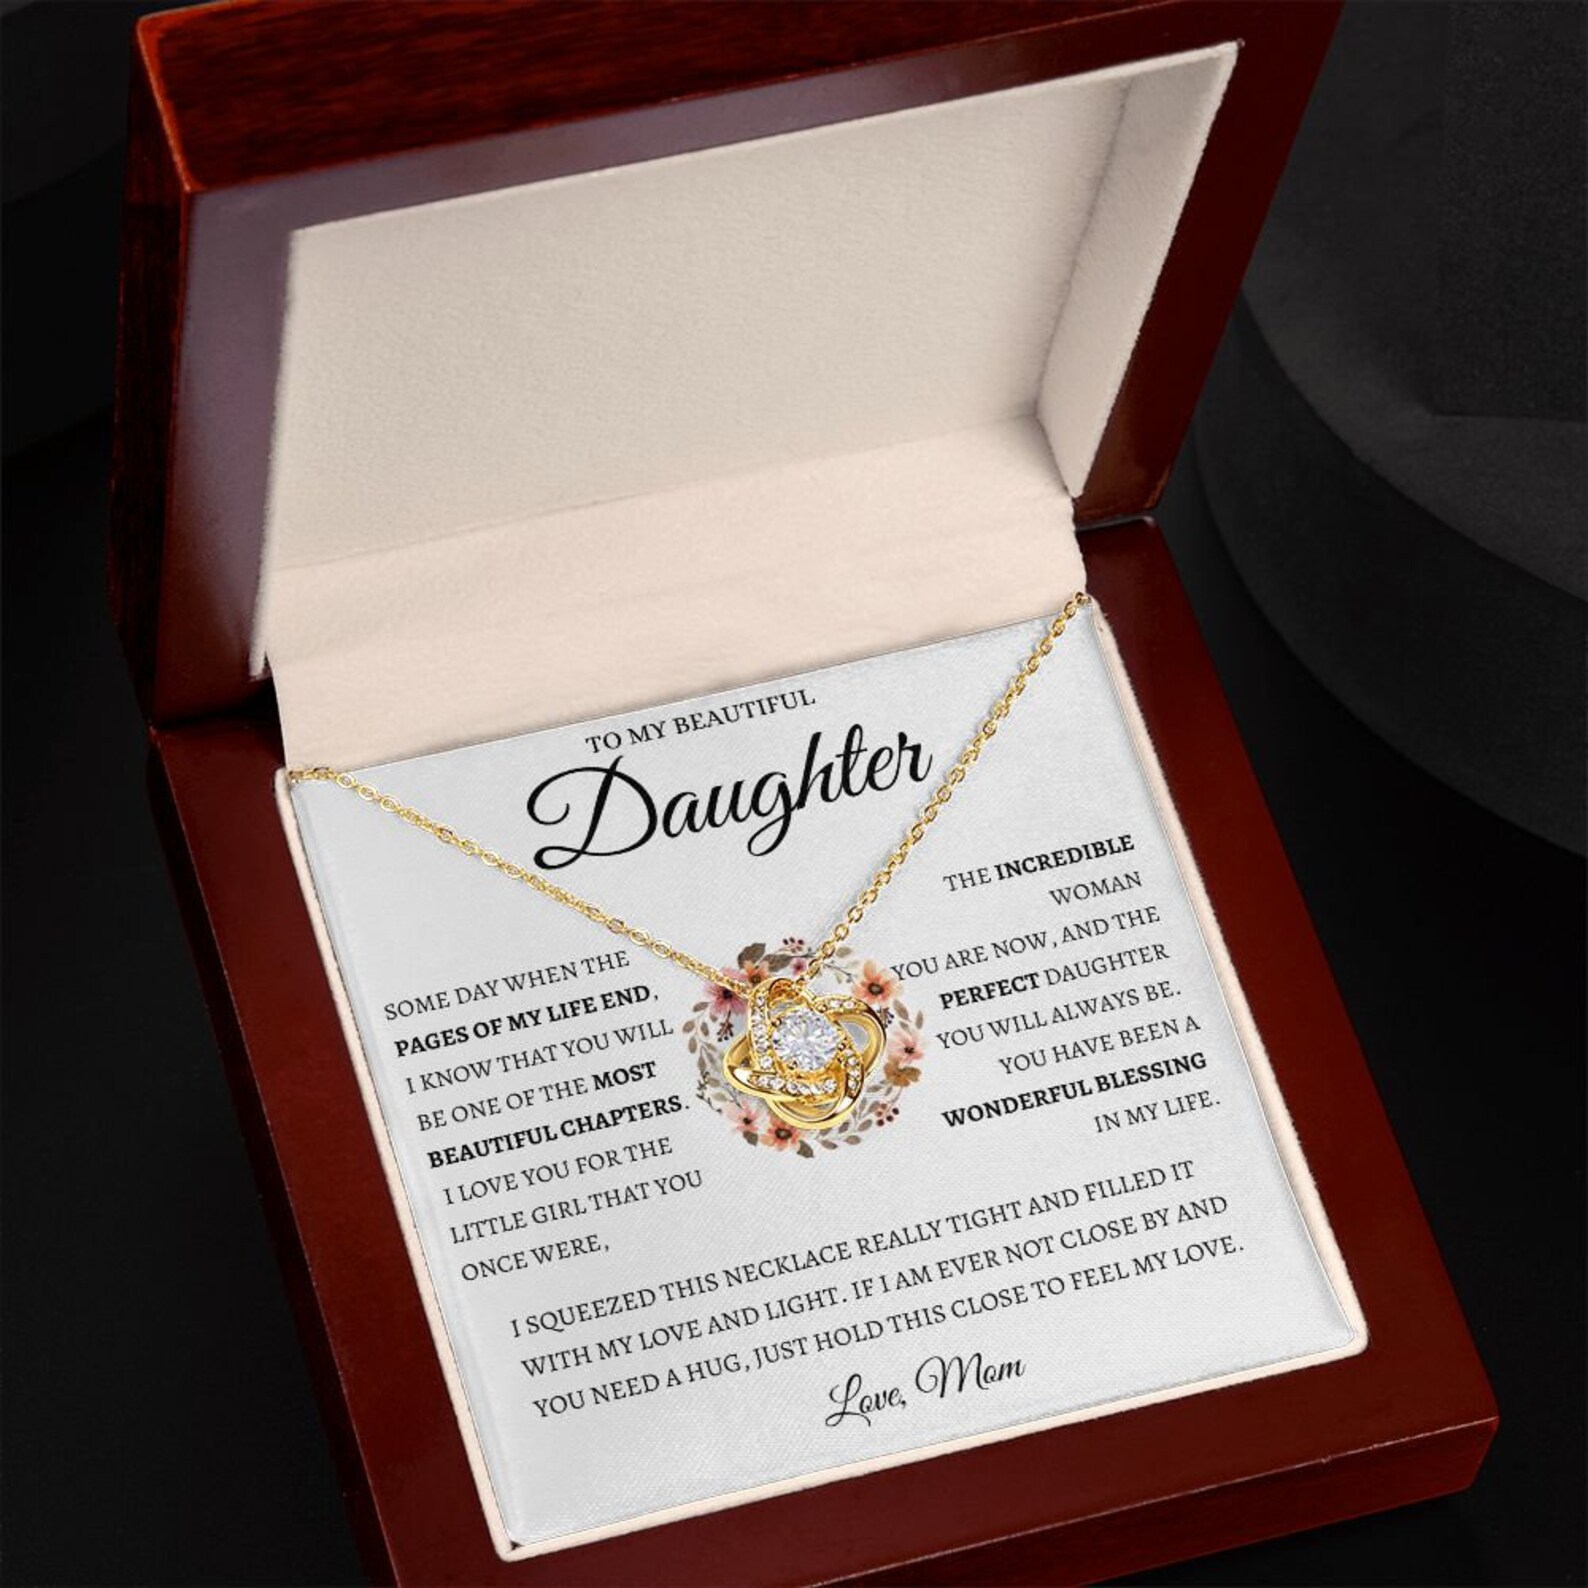 TO MY BEAUTIFUL
Daughter
SOME DAY WHEN THE
PAGES OF MY LIFE END,
I KNOW THAT YOU WILL
BE ONE OF THE MOST
BEAUTIFUL CHAPTERS.
I LOVE YOU FOR THE
LITTLE GIRL THAT YOU
ONCE WERE,
THE INCREDIBLE
WOMAN
YOU ARE NOW, AND THE
PERFECT DAUGHTER
YOU WILL ALWAYS BE.
YOU HAVE BEEN A
WONDERFUL BLESSING
IN MY LIFE.
I SQUEEZED THIS NECKLACE REALLY TIGHT AND FILLED IT
WITH MY LOVE AND LIGHT. IF I AM EVER NOT CLOSE BY AND
YOU NEED A HUG, JUST HOLD THIS CLOSE TO FEEL MY LOVE.
Love, Mom